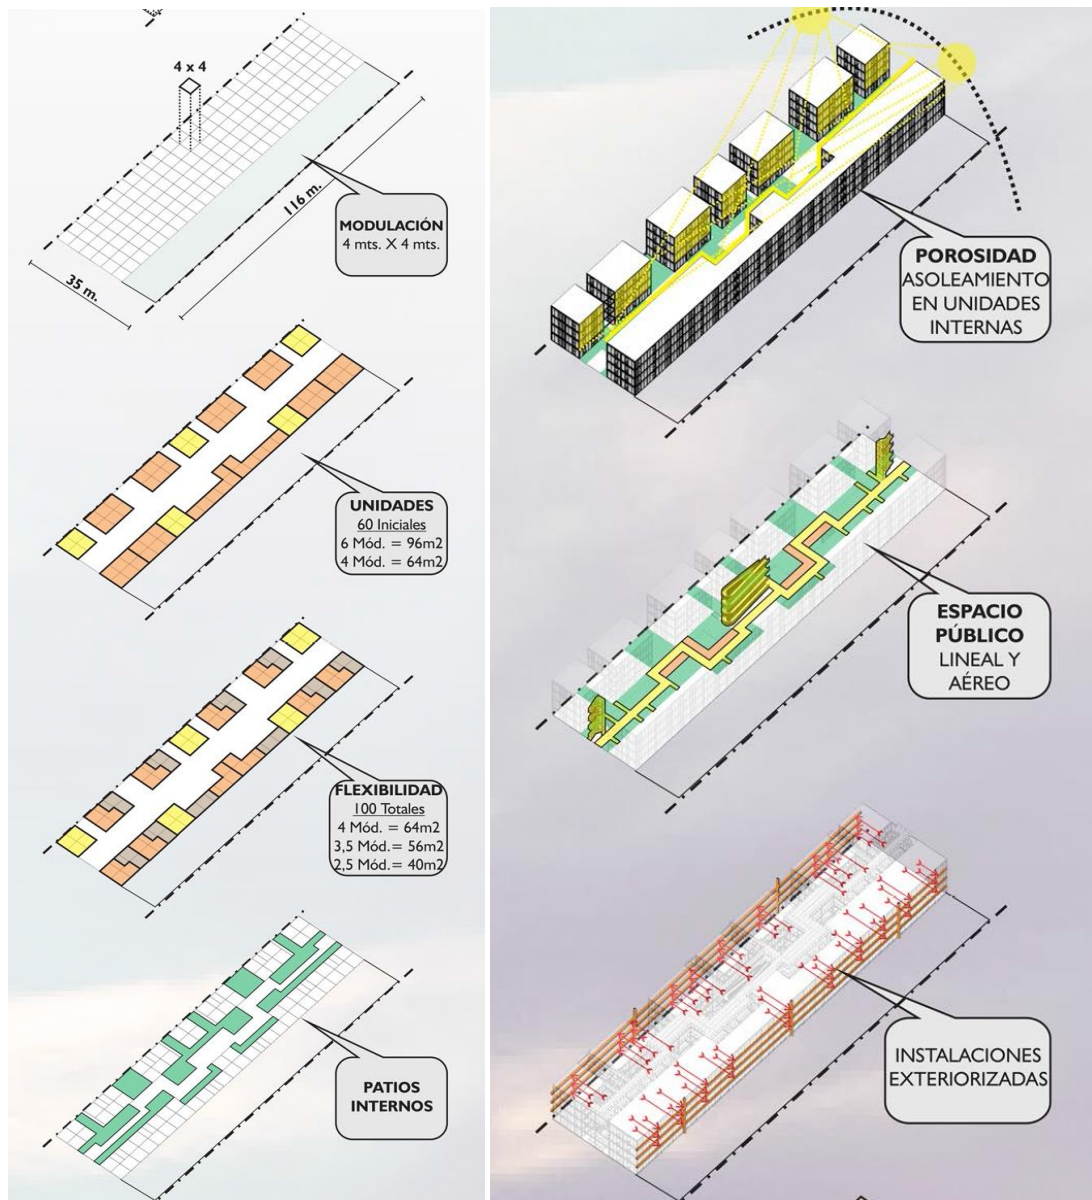 4 x 4
116 m.
35 m.
MODULACIÓN
4 mts. X 4 mts.
UNIDADES
60 Iniciales
6 Mód. = 96m2
4 Mód. = 64m2
FLEXIBILIDAD
100 Totales
4 Mód. = 64m2
3,5 Mód. = 56m2
2,5 Mód. = 40m2
PATIOS
INTERNOS
POROSIDAD
ASOLEAMIENTO
EN UNIDADES
INTERNAS
ESPACIO
PÚBLICO
LINEAL Y
AÉREO
INSTALACIONES
EXTERIORIZADAS